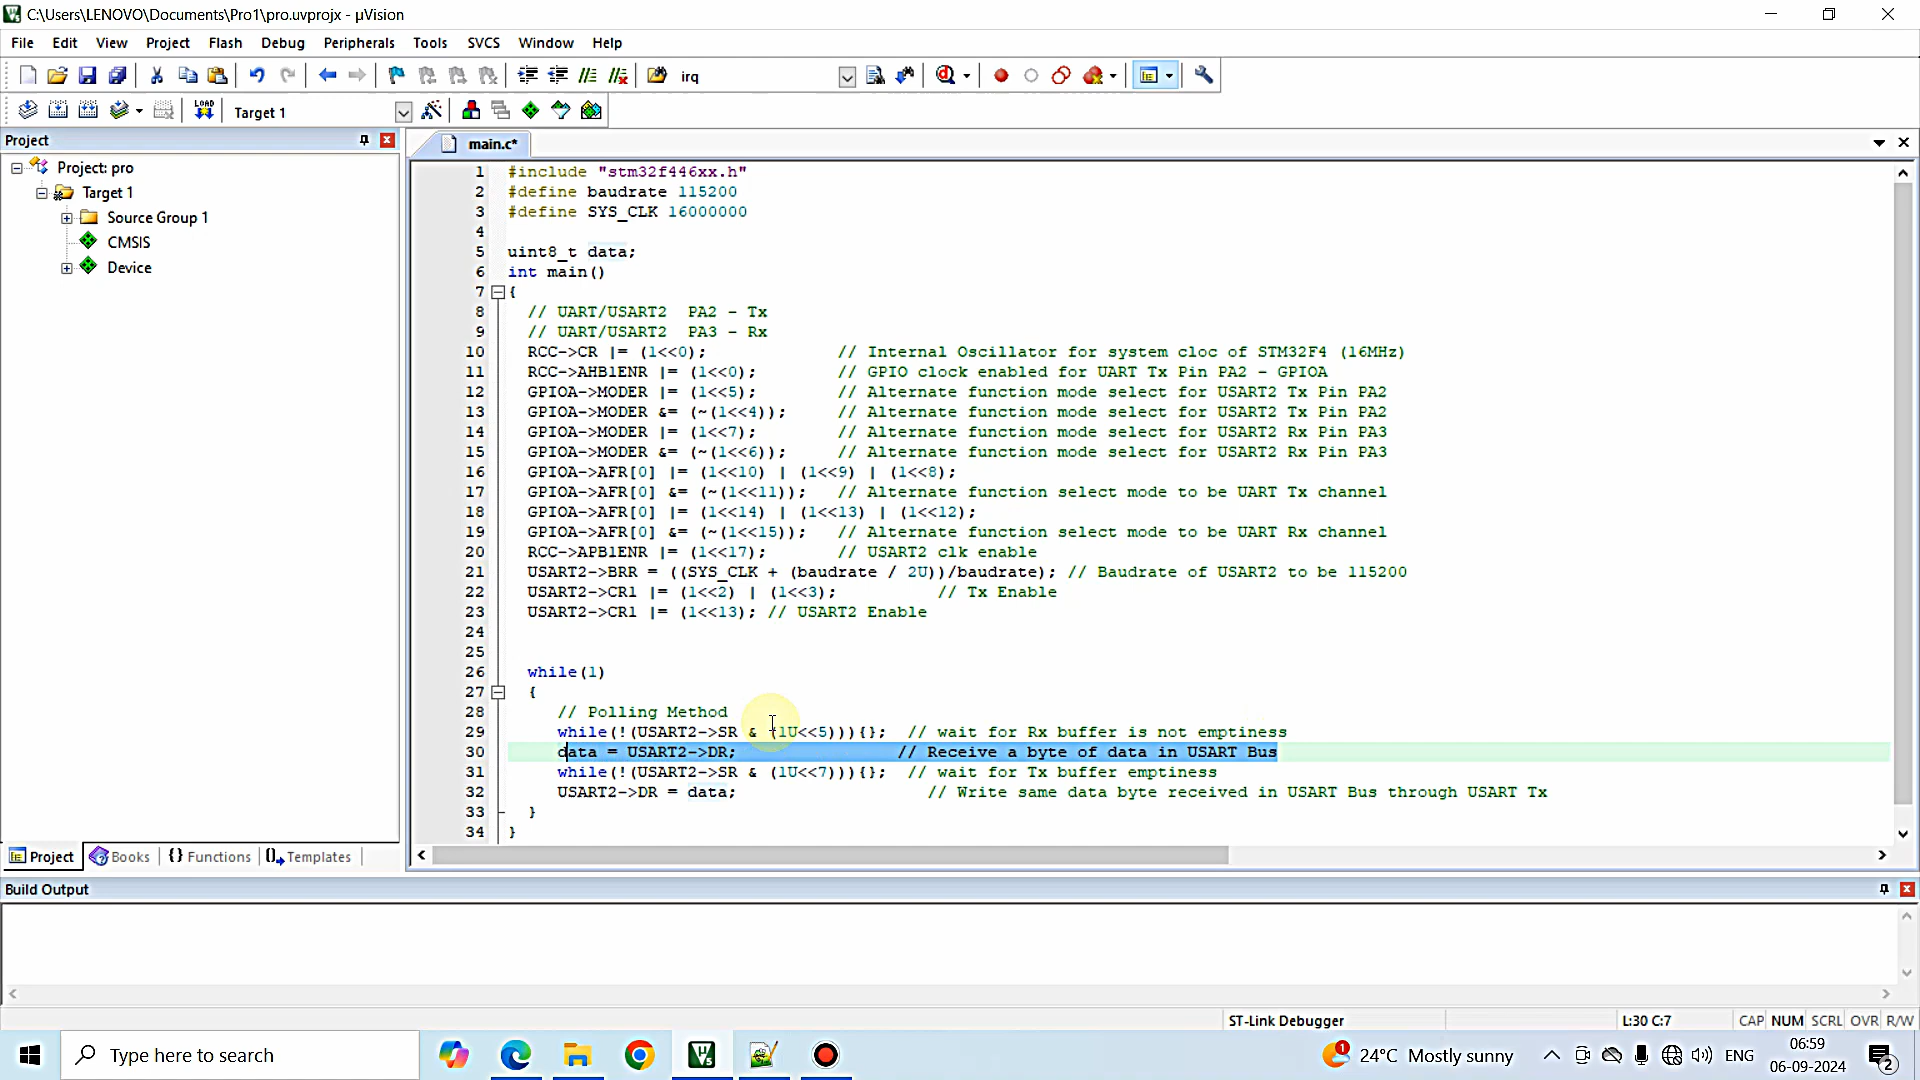 C:\Users\LENOVO\Documents\Pro1\pro.uvprojx - µVision
File Edit View Project Flash Debug Peripherals Tools SVCS Window Help
irq
LOAD Target 1
Project
main.c*
Project: pro
Target 1
Source Group 1
CMSIS
Device
1 #include "stm32f446xx.h"
2 #define baudrate 115200
3 #define SYS_CLK 16000000
4
5 uint8_t data;
6 int main()
7 {
8 // UART/USART2 PA2 - Tx
9 // UART/USART2 PA3 - Rx
10 RCC->CR |= (1<<0); // Internal Oscillator for system cloc of STM32F4 (16MHz)
11 RCC->AHB1ENR |= (1<<0); // GPIO clock enabled for UART Tx Pin PA2 - GPIOA
12 GPIOA->MODER |= (1<<5); // Alternate function mode select for USART2 Tx Pin PA2
13 GPIOA->MODER &= (~(1<<4)); // Alternate function mode select for USART2 Tx Pin PA2
14 GPIOA->MODER |= (1<<7); // Alternate function mode select for USART2 Rx Pin PA3
15 GPIOA->MODER &= (~(1<<6)); // Alternate function mode select for USART2 Rx Pin PA3
16 GPIOA->AFR[0] |= (1<<10) | (1<<9) | (1<<8);
17 GPIOA->AFR[0] &= (~(1<<11)); // Alternate function select mode to be UART Tx channel
18 GPIOA->AFR[0] |= (1<<14) | (1<<13) | (1<<12);
19 GPIOA->AFR[0] &= (~(1<<15)); // Alternate function select mode to be UART Rx channel
20 RCC->APB1ENR |= (1<<17); // USART2 clk enable
21 USART2->BRR = ((SYS_CLK + (baudrate / 2U))/baudrate); // Baudrate of USART2 to be 115200
22 USART2->CR1 |= (1<<2) | (1<<3); // Tx Enable
23 USART2->CR1 |= (1<<13); // USART2 Enable
24
25
26 while(1)
27 {
28 // Polling Method
29 while(!(USART2->SR & (1U<<5))){}; // wait for Rx buffer is not emptiness
30 data = USART2->DR; // Receive a byte of data in USART Bus
31 while(!(USART2->SR & (1U<<7))){}; // wait for Tx buffer emptiness
32 USART2->DR = data; // Write same data byte received in USART Bus through USART Tx
33 }
34 }
Project Books {} Functions Templates
Build Output
ST-Link Debugger L:30 C:7 CAP NUM SCRL OVR R/W
Type here to search
1 24°C Mostly sunny ENG 06:59
06-09-2024 2